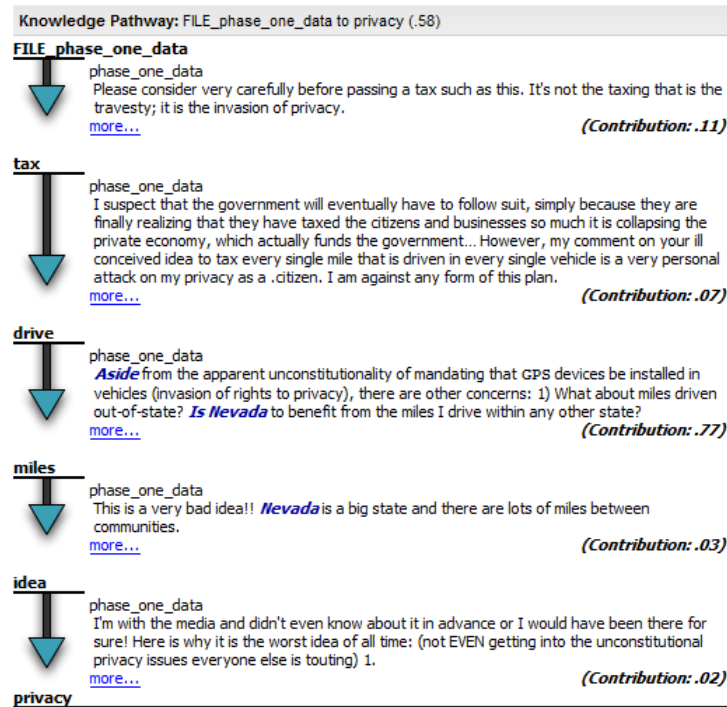 Knowledge Pathway: FILE_phase_one_data to privacy (.58)
FILE_phase_one_data
phase_one_data
Please consider very carefully before passing a tax such as this. It's not the taxing that is the
travesty; it is the invasion of privacy.
more... (Contribution: .11)
tax
phase_one_data
I suspect that the government will eventually have to follow suit, simply because they are
finally realizing that they have taxed the citizens and businesses so much it is collapsing the
private economy, which actually funds the government... However, my comment on your ill
conceived idea to tax every single mile that is driven in every single vehicle is a very personal
attack on my privacy as a .citizen. I am against any form of this plan.
more... (Contribution: .07)
drive
phase_one_data
Aside from the apparent unconstitutionality of mandating that GPS devices be installed in
vehicles (invasion of rights to privacy), there are other concerns: 1) What about miles driven
out-of-state? Is Nevada to benefit from the miles I drive within any other state?
more... (Contribution: .77)
miles
phase_one_data
This is a very bad idea!! Nevada is a big state and there are lots of miles between
communities.
more... (Contribution: .03)
idea
phase_one_data
I'm with the media and didn't even know about it in advance or I would have been there for
sure! Here is why it is the worst idea of all time: (not EVEN getting into the unconstitutional
privacy issues everyone else is touting) 1.
more... (Contribution: .02)
privacy